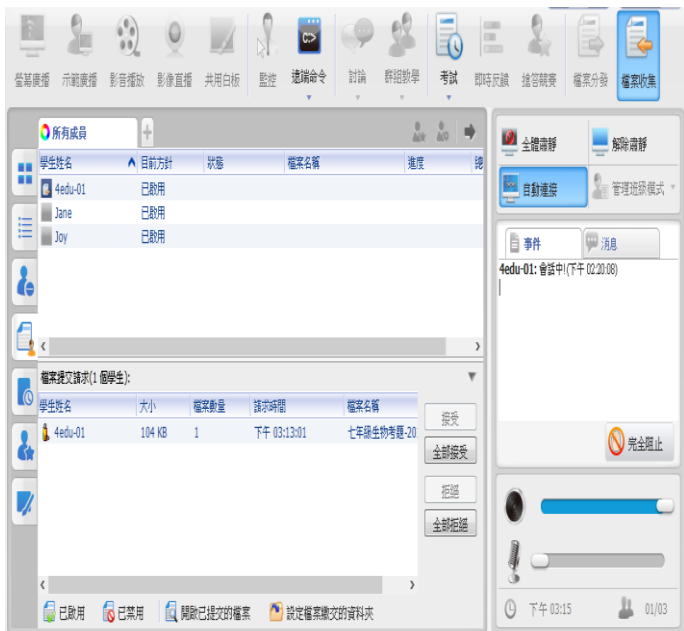 螢幕廣播 示範廣播 影音播放 影像直播 共用白板 監控 遠端命令 討論 群組教學 考試 即時反饋 搶答競賽 檔案分發 檔案收集
所有成員
學生姓名 目前方針 狀態 檔案名稱 進度 總
4edu-01 已啟用
Jane 已啟用
Joy 已啟用
檔案提交請求(1 個學生):
學生姓名 大小 檔案數量 請求時間 檔案名稱
4edu-01 104 KB 1 下午 03:13:01 七年級生物考題-20
接受
全部接受
拒絕
全部拒絕
已啟用 已禁用 開啟已提交的檔案 設定檔案繳交的資料夾
全體肅靜 解除肅靜
自動連接 管理班級模式
事件 消息
4edu-01: 會話中!(下午 02:20:08)
完全阻止
下午 03:15 01/03